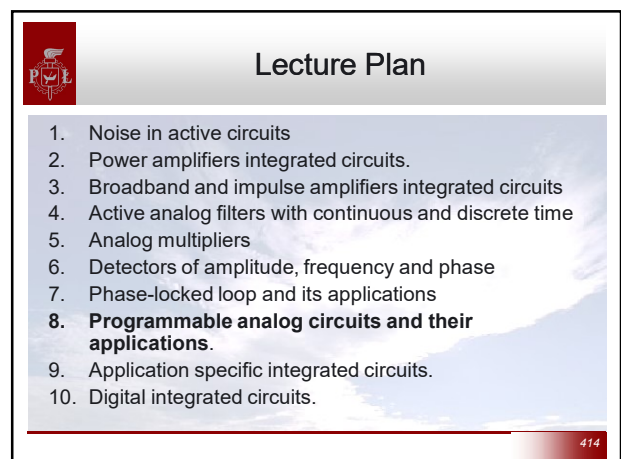 P Ł
Lecture Plan
1. Noise in active circuits
2. Power amplifiers integrated circuits.
3. Broadband and impulse amplifiers integrated circuits
4. Active analog filters with continuous and discrete time
5. Analog multipliers
6. Detectors of amplitude, frequency and phase
7. Phase-locked loop and its applications
8. Programmable analog circuits and their
applications.
9. Application specific integrated circuits.
10. Digital integrated circuits.
414